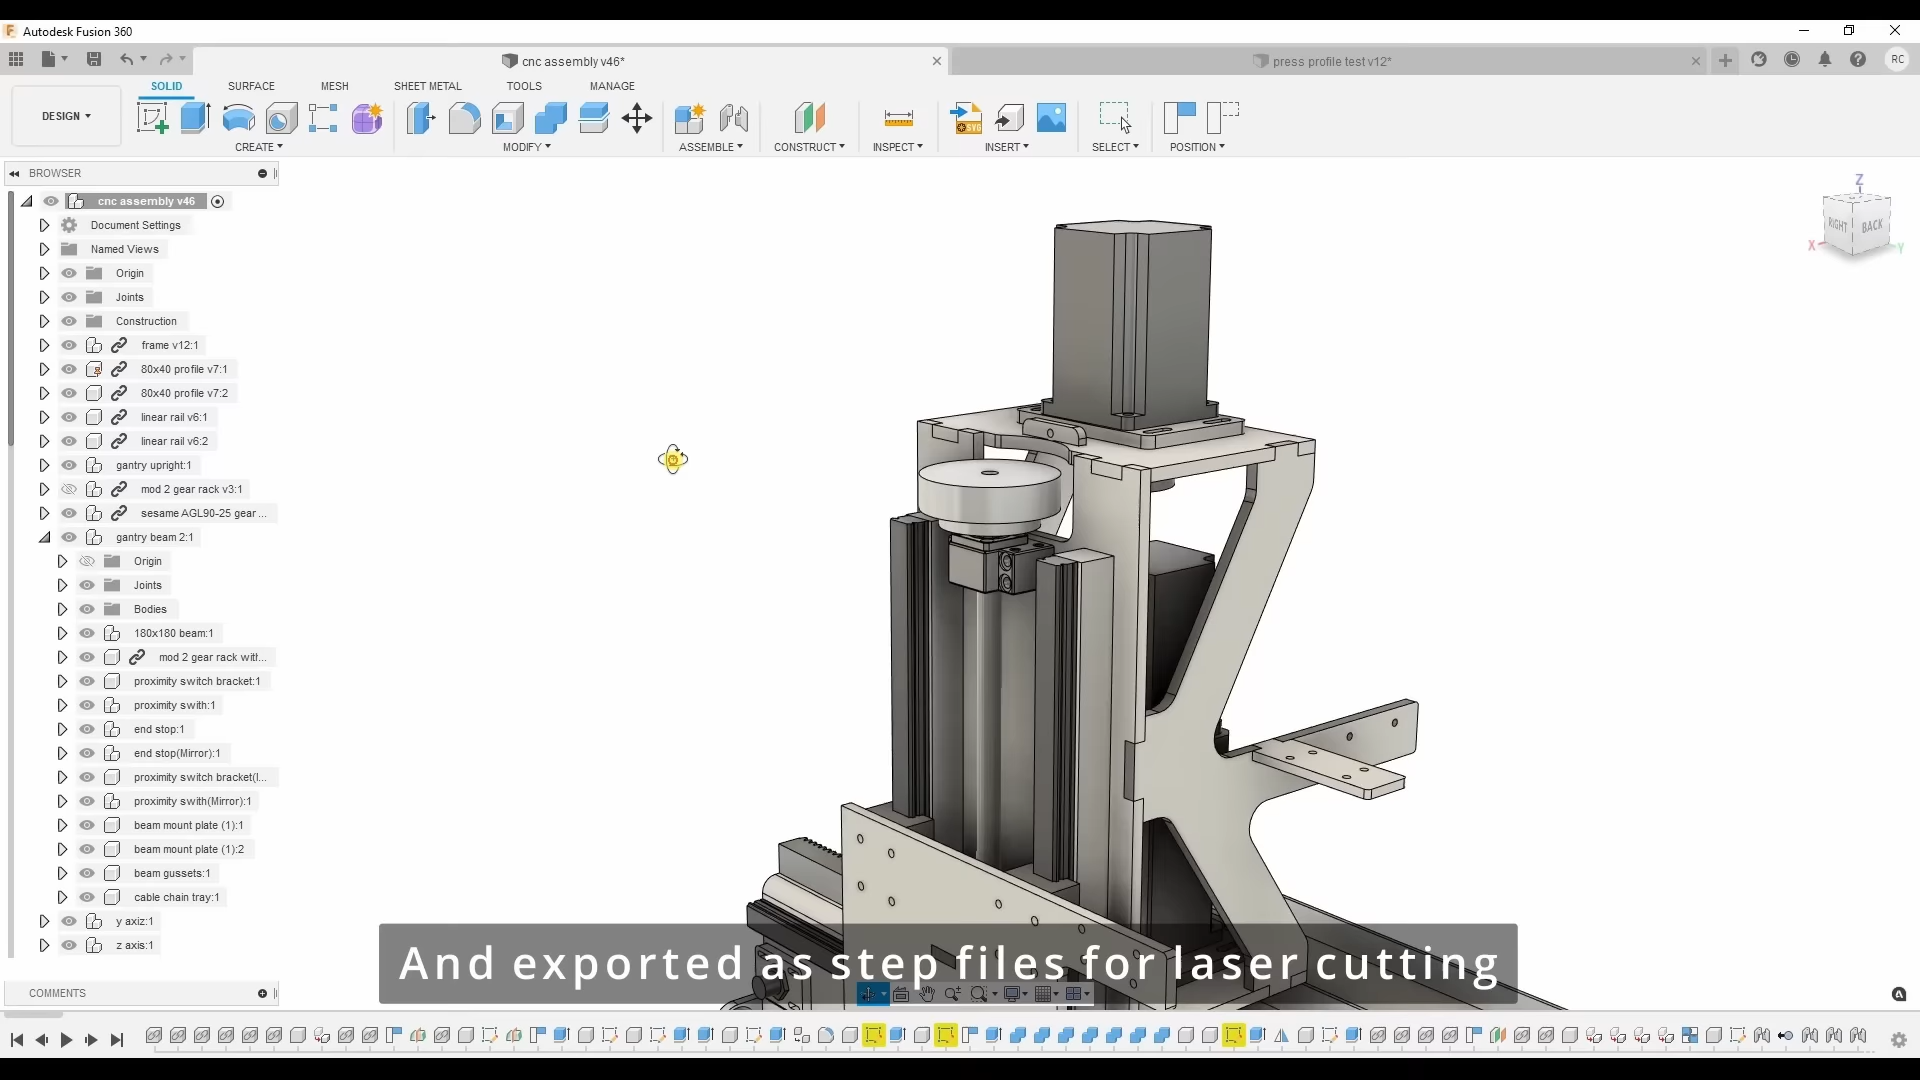 Autodesk Fusion 360
cnc assembly v46*
press profile test v12*
RC
SOLID
SURFACE
MESH
SHEET METAL
TOOLS
MANAGE
DESIGN
SVG
CREATE
MODIFY
ASSEMBLE
CONSTRUCT
INSPECT
INSERT
SELECT
POSITION
BROWSER
cnc assembly v46
Document Settings
Named Views
Origin
Joints
Construction
frame v12:1
80x40 profile v7:1
80x40 profile v7:2
linear rail v6:1
linear rail v6:2
gantry upright:1
mod 2 gear rack v3:1
sesame AGL90-25 gear ...
gantry beam 2:1
Origin
Joints
Bodies
180x180 beam:1
mod 2 gear rack with...
proximity switch bracket:1
proximity swith:1
end stop:1
end stop(Mirror):1
proximity switch bracket(I...
proximity swith(Mirror):1
beam mount plate (1):1
beam mount plate (1):2
beam gussets:1
cable chain tray:1
y axiz:1
z axis:1
Z
RIGHT
BACK
X
Y
And exported as step files for laser cutting
COMMENTS